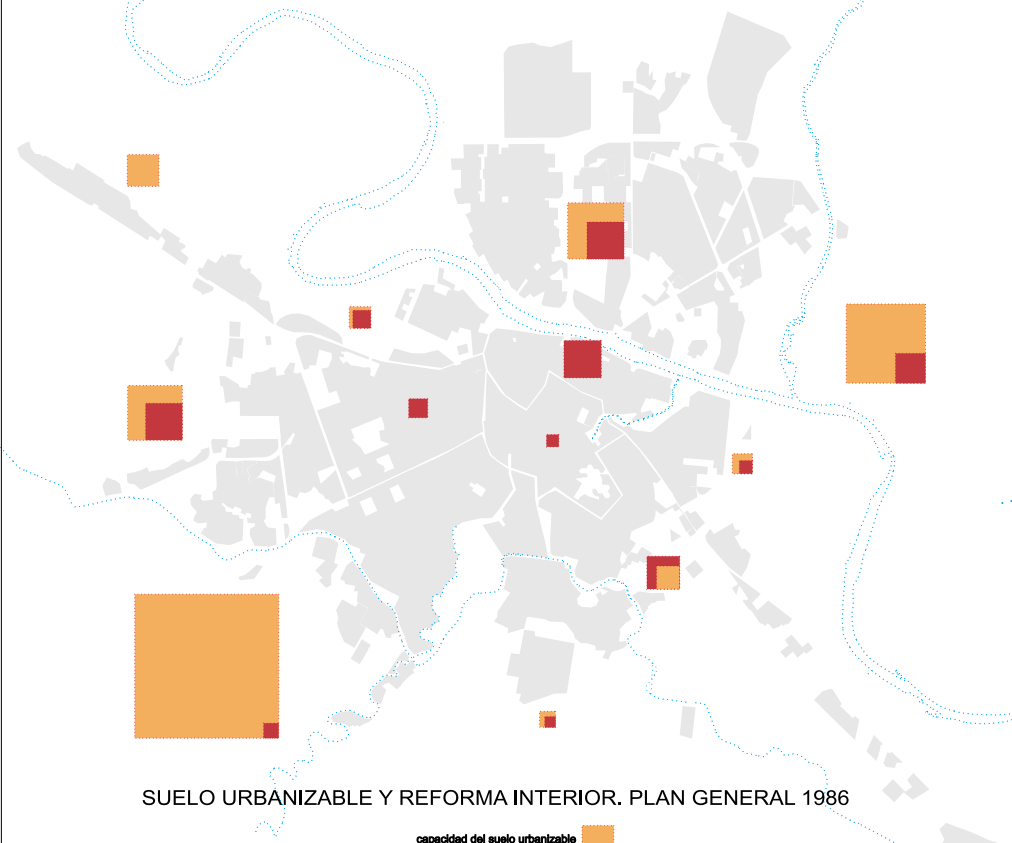 SUELO URBANIZABLE Y REFORMA INTERIOR. PLAN GENERAL 1986
capacidad del suelo urbanizable